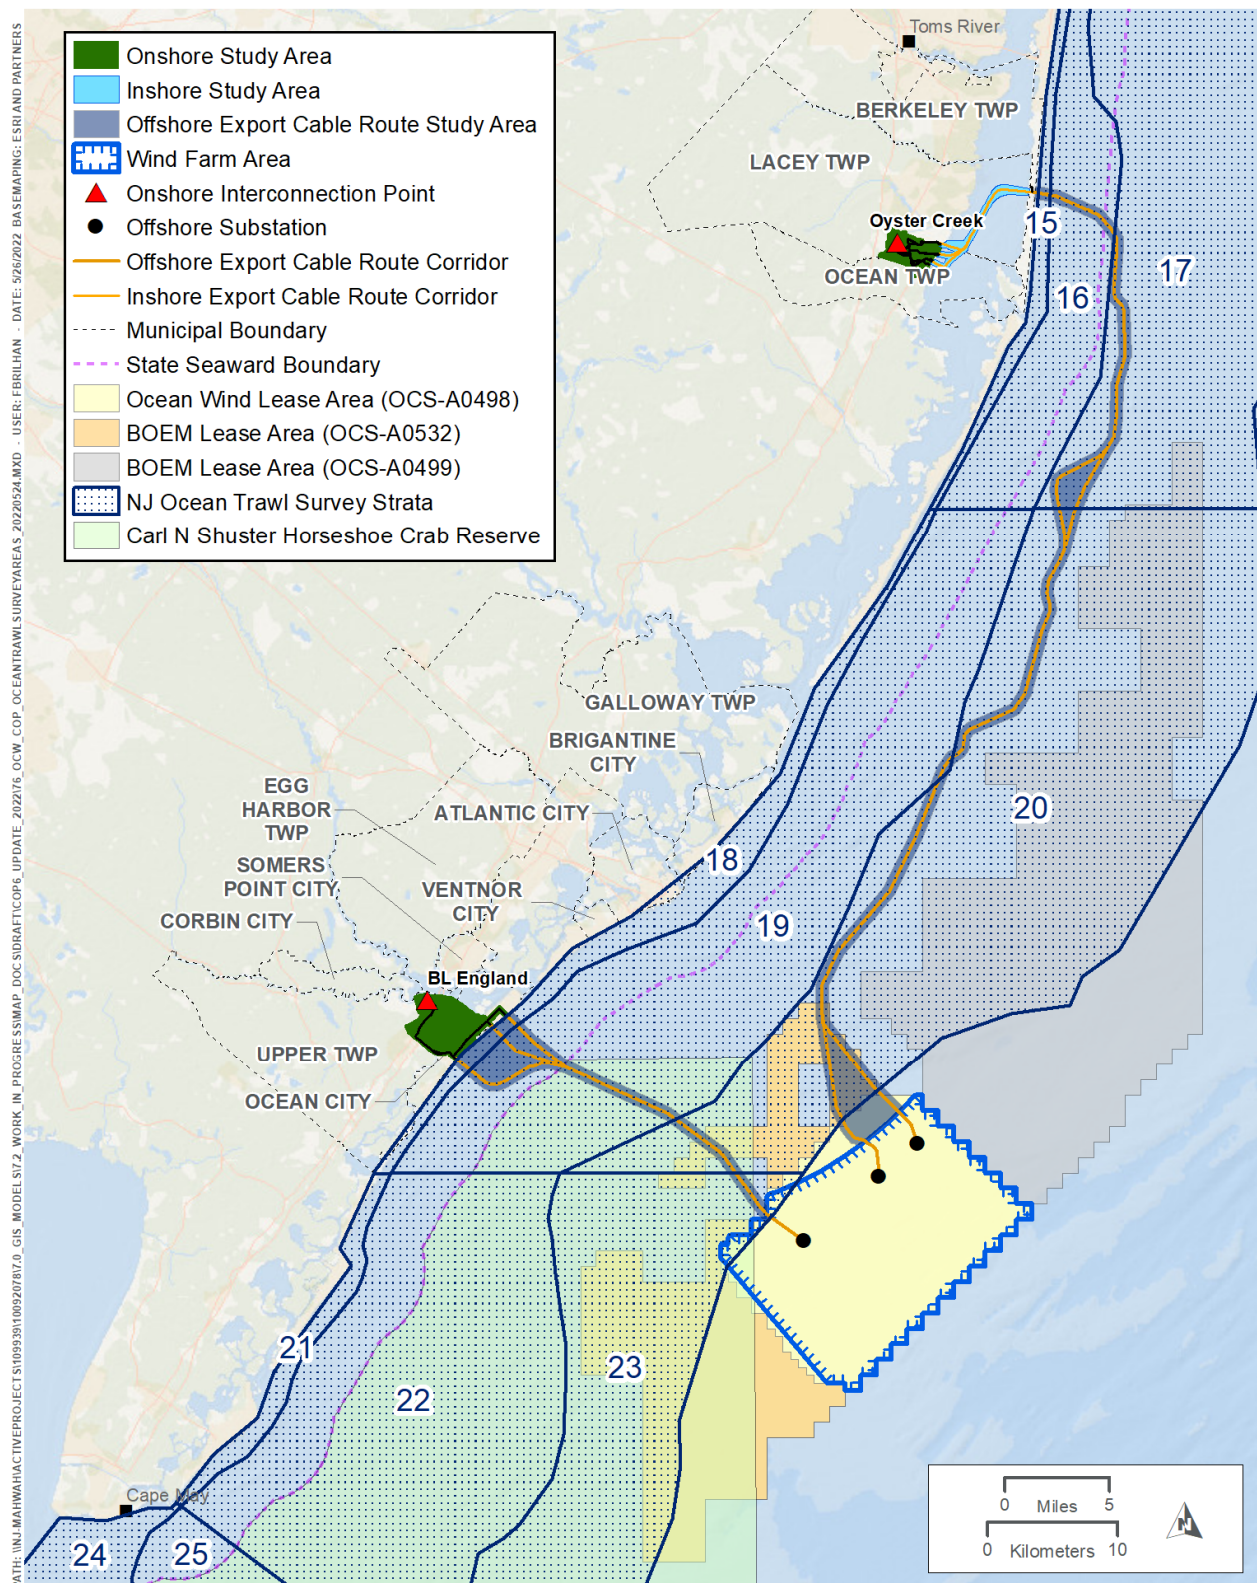 Toms River
Onshore Study Area
Inshore Study Area
Offshore Export Cable Route Study Area
Wind Farm Area
Onshore Interconnection Point
Offshore Substation
Offshore Export Cable Route Corridor
Inshore Export Cable Route Corridor
Municipal Boundary
State Seaward Boundary
Ocean Wind Lease Area (OCS-A0498)
BOEM Lease Area (OCS-A0532)
BOEM Lease Area (OCS-A0499)
NJ Ocean Trawl Survey Strata
Carl N Shuster Horseshoe Crab Reserve
BERKELEY TWP
LACEY TWP
Oyster Creek
15
OCEAN TWP
17
16
GALLOWAY TWP
BRIGANTINE
CITY
EGG
HARBOR
TWP
ATLANTIC CITY
20
SOMERS
POINT CITY
18
VENTNOR
CITY
CORBIN CITY
19
BL England
UPPER TWP
OCEAN CITY
21
23
22
Cape May
24
25
0 Miles 5
0 Kilometers 10
N